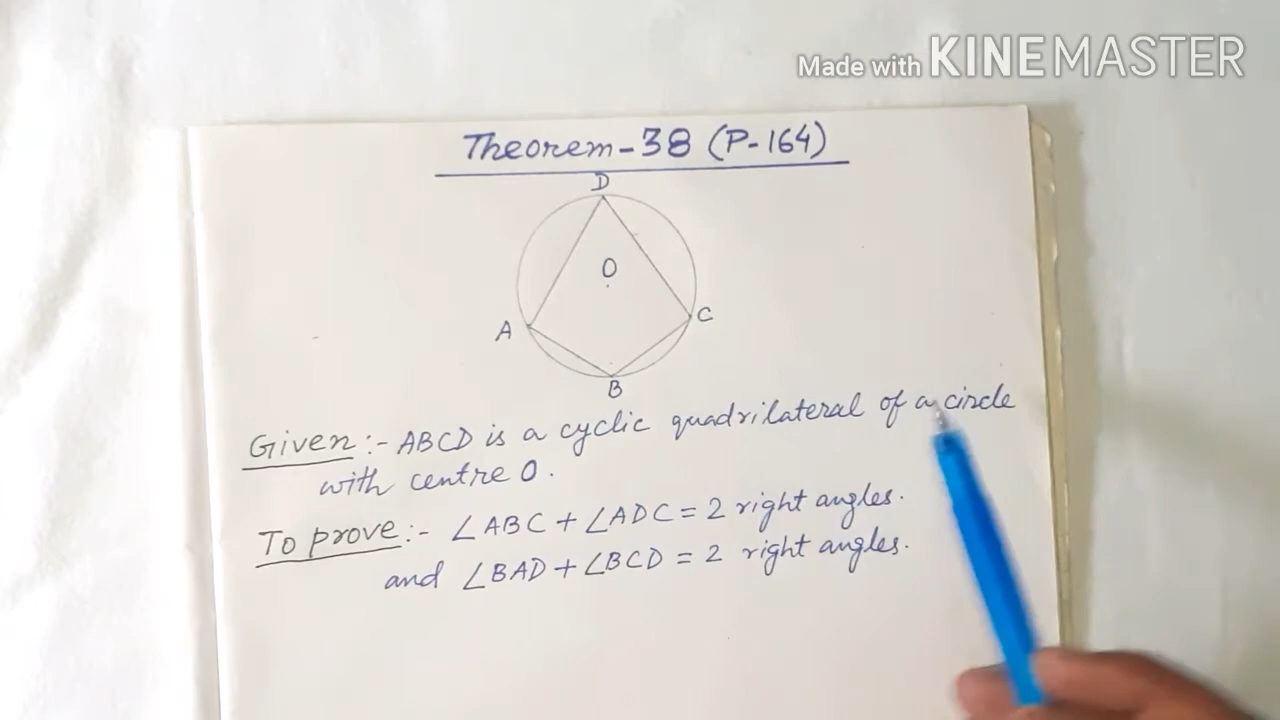 Made with KINEMASTER
Theorem-38 (P-164)
D
O
A
C
B
Given:- ABCD is a cyclic quadrilateral of a circle
with centre O.
To prove:- ∠ABC + ∠ADC = 2 right angles.
and ∠BAD + ∠BCD = 2 right angles.